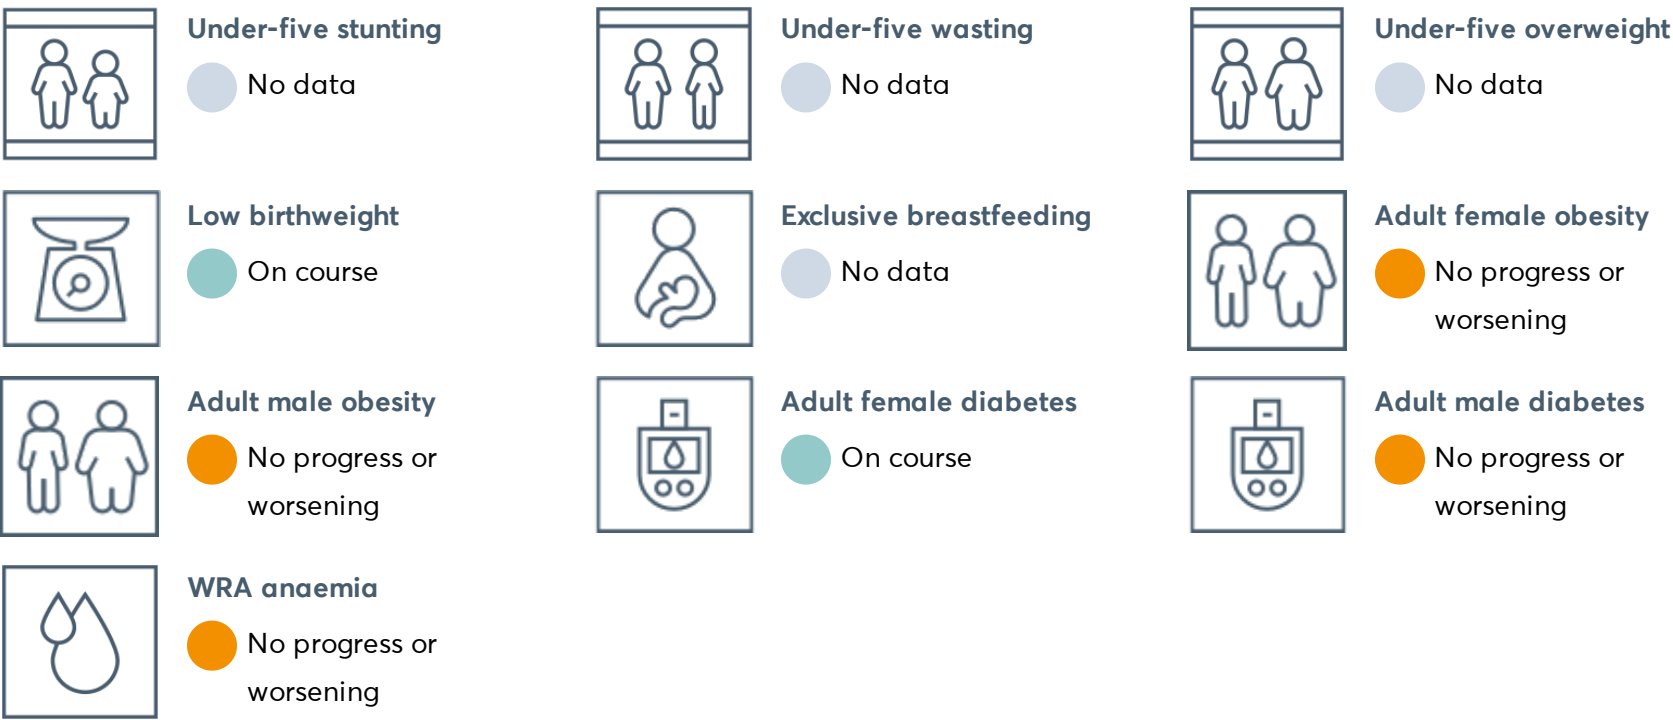 Under-five stunting
No data
Under-five wasting
No data
Under-five overweight
No data
Low birthweight
On course
Exclusive breastfeeding
No data
Adult female obesity
No progress or
worsening
Adult male obesity
No progress or
worsening
Adult female diabetes
On course
Adult male diabetes
No progress or
worsening
WRA anaemia
No progress or
worsening